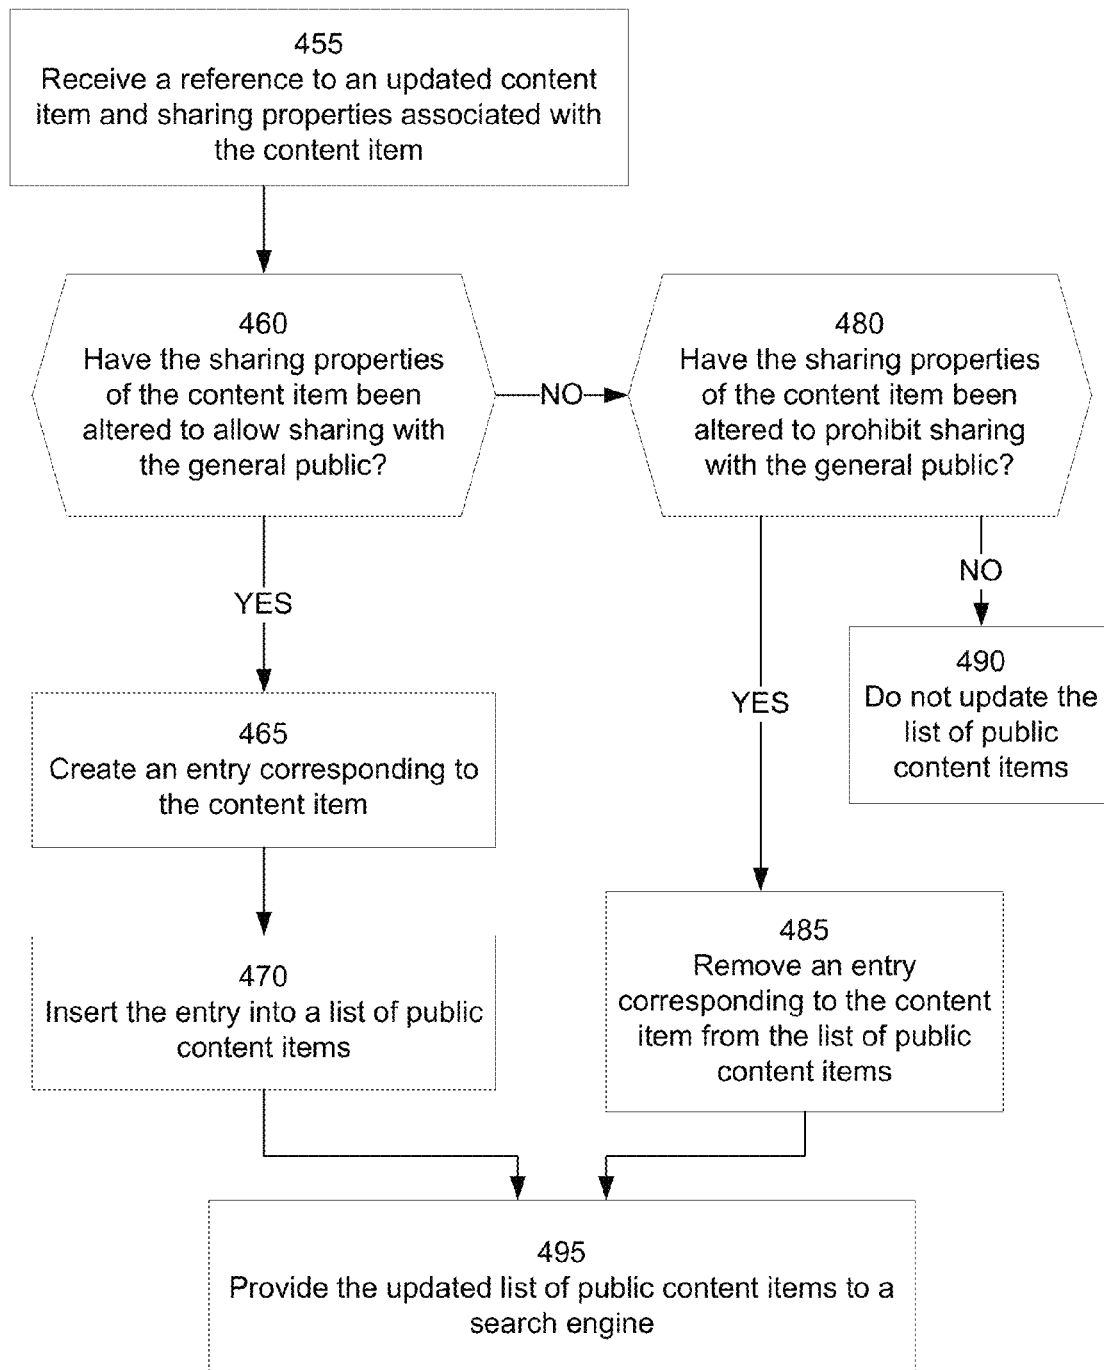 455
Receive a reference to an updated content
item and sharing properties associated with
the content item
460
Have the sharing properties
of the content item been
altered to allow sharing with
the general public?
NO
480
Have the sharing properties
of the content item been
altered to prohibit sharing
with the general public?
YES
NO
490
Do not update the
list of public
content items
YES
465
Create an entry corresponding to
the content item
470
Insert the entry into a list of public
content items
485
Remove an entry
corresponding to the content
item from the list of public
content items
495
Provide the updated list of public content items to a
search engine